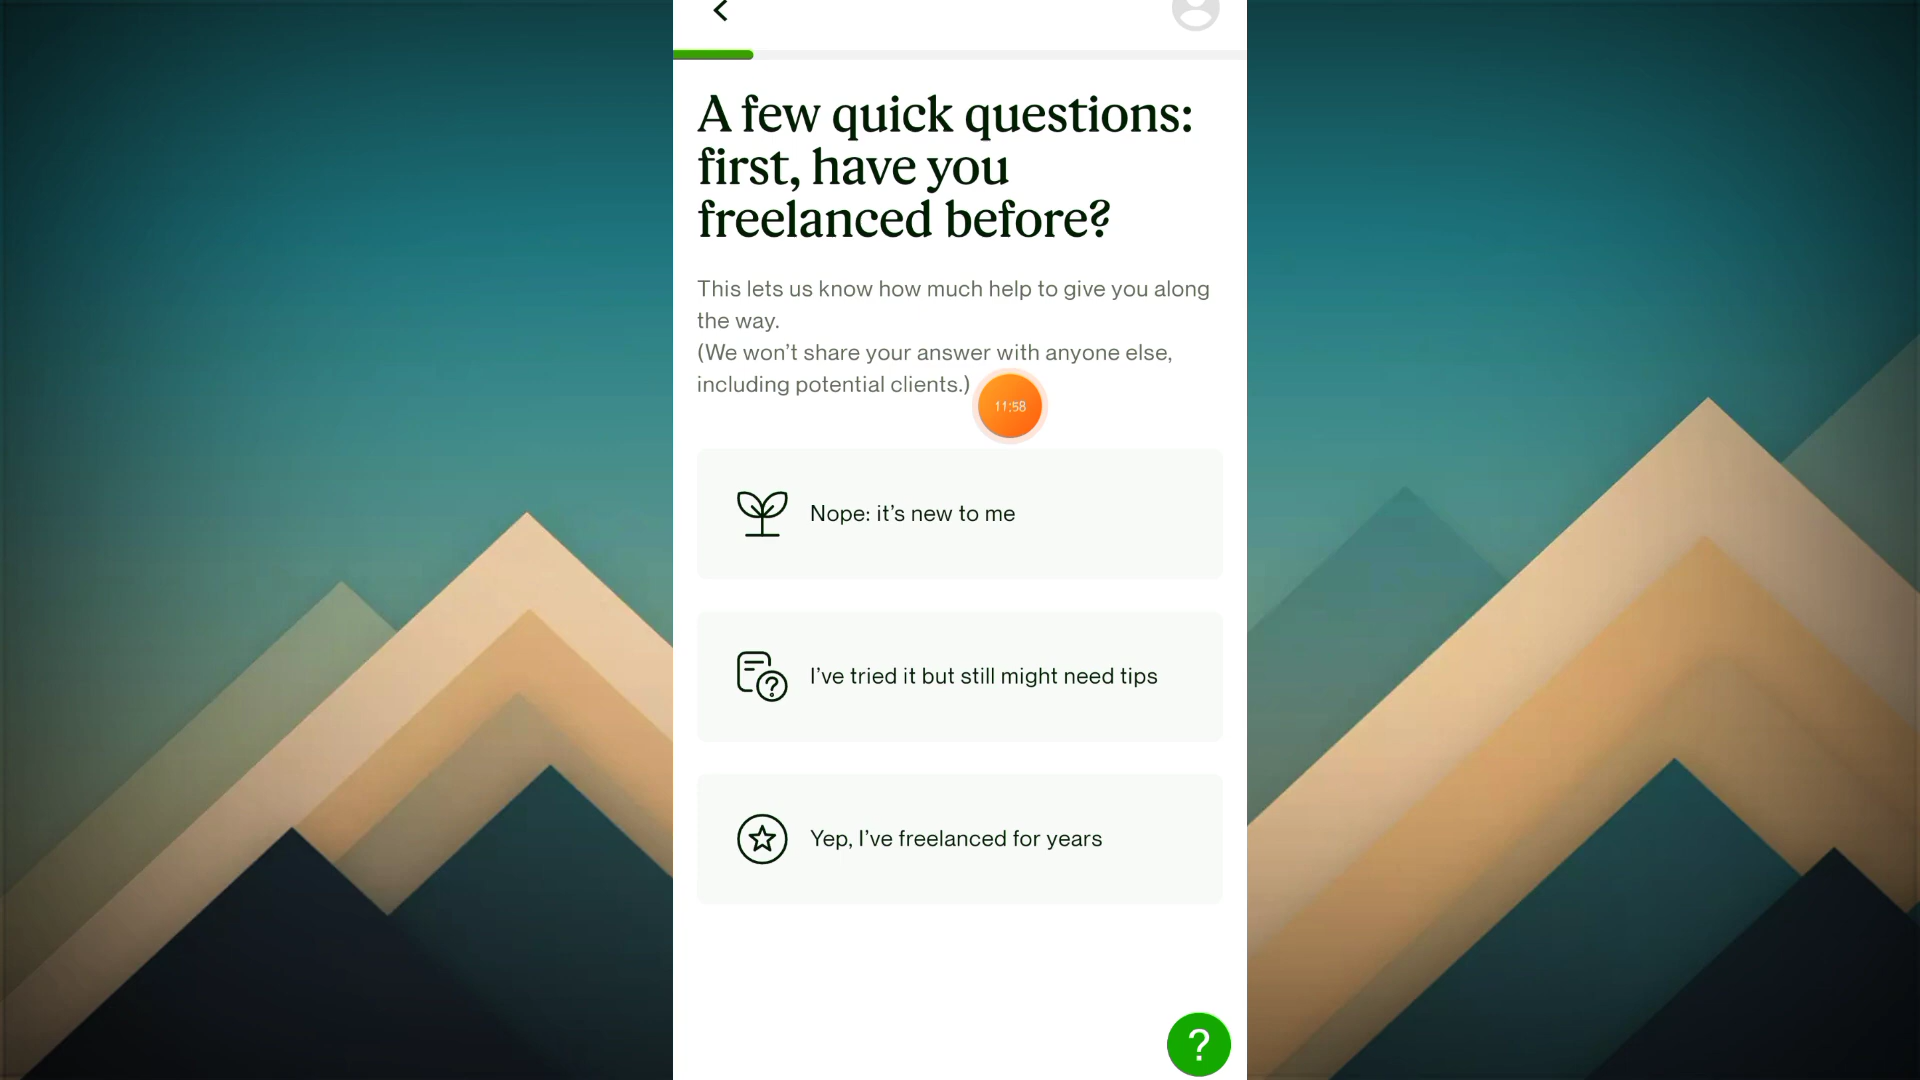 A few quick questions:
first, have you
freelanced before?
This lets us know how much help to give you along
the way.
(We won’t share your answer with anyone else,
including potential clients.)
11:58
Nope: it’s new to me
I’ve tried it but still might need tips
Yep, I’ve freelanced for years
?